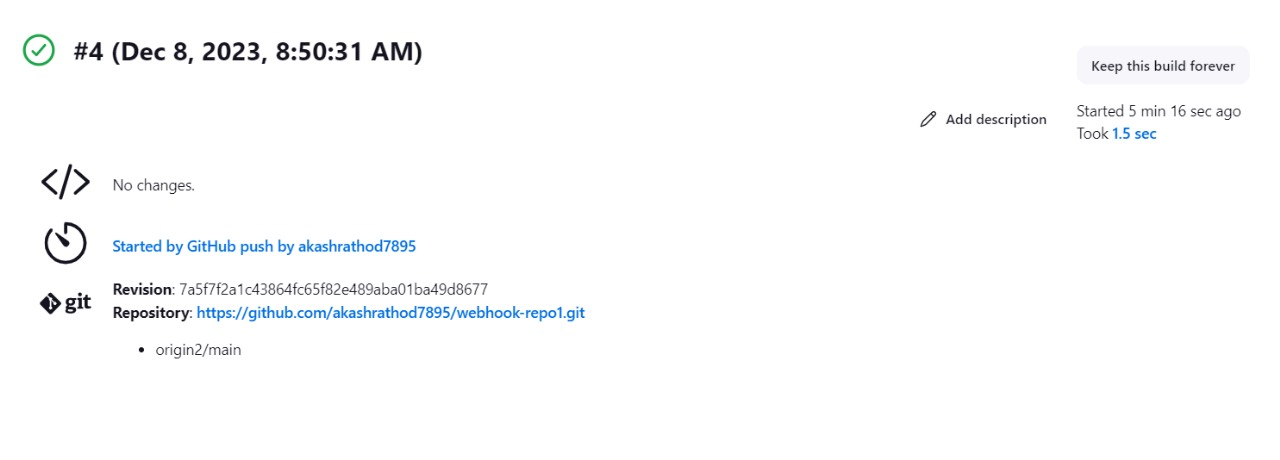 #4 (Dec 8, 2023, 8:50:31 AM)
Keep this build forever
Add description
Started 5 min 16 sec ago
Took 1.5 sec
No changes.
Started by GitHub push by akashrathod7895
git
Revision: 7a5f7f2a1c43864fc65f82e489aba01ba49d8677
Repository: https://github.com/akashrathod7895/webhook-repo1.git
• origin2/main